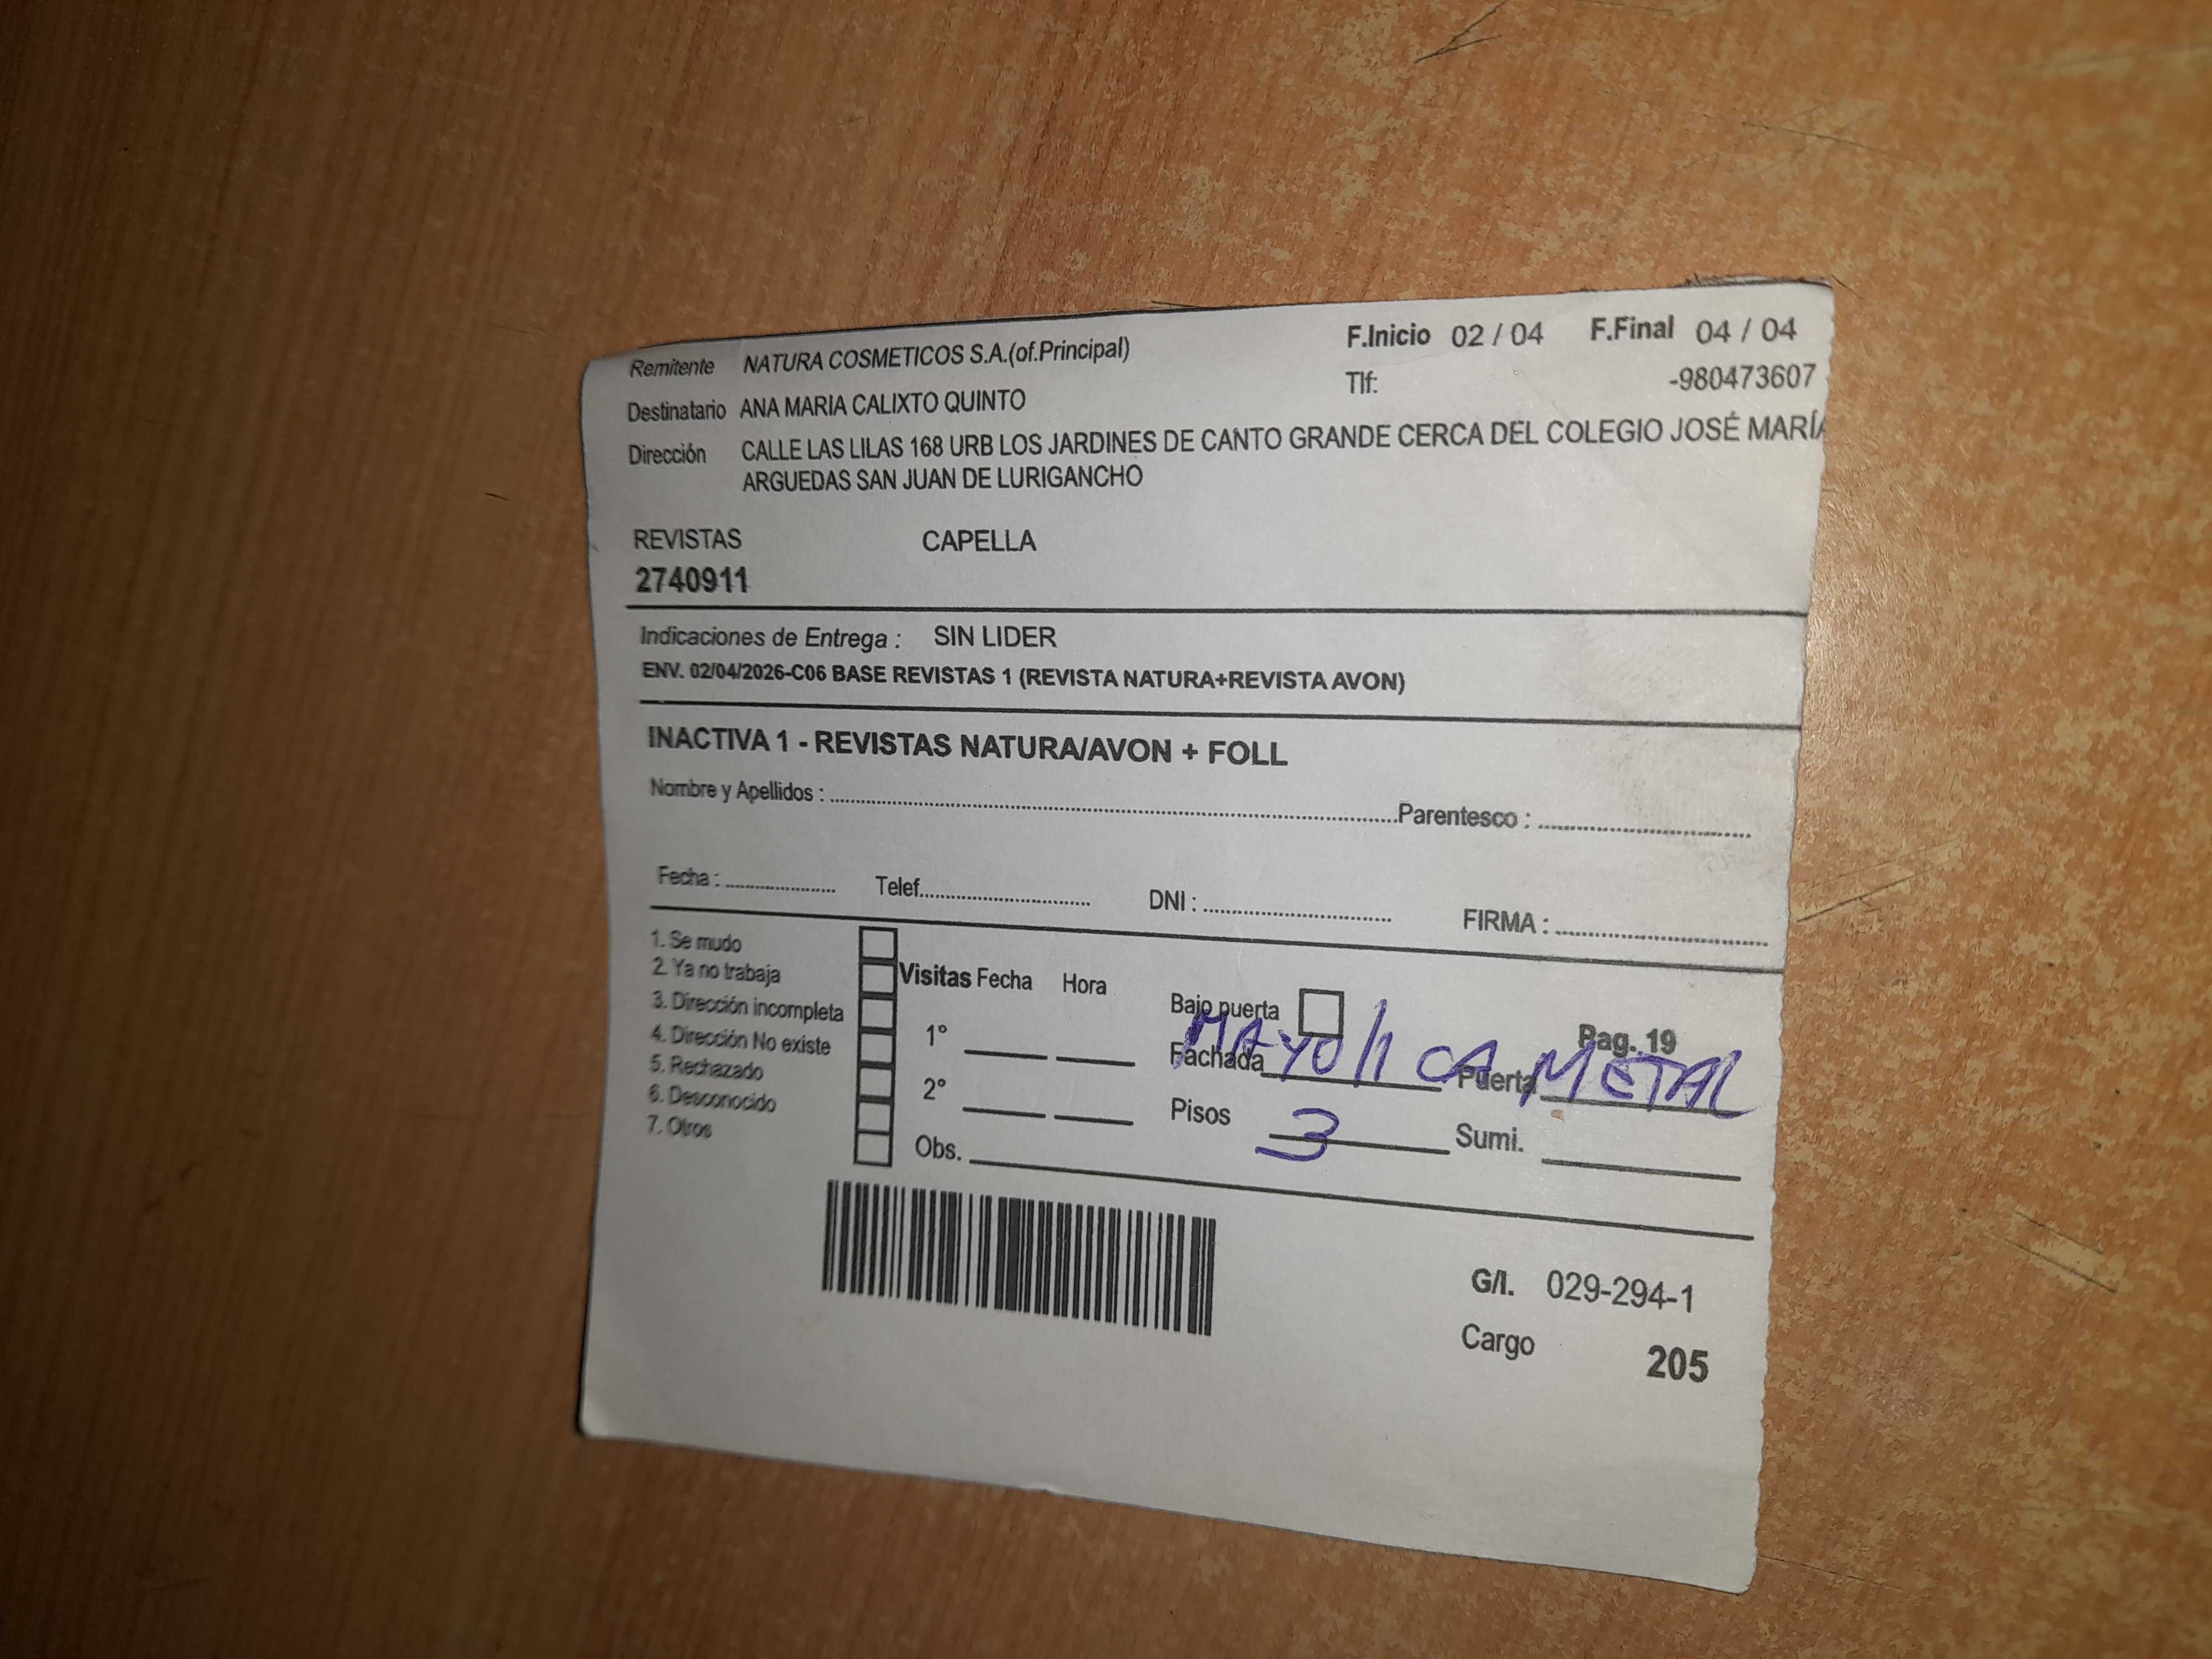 Remitente NATURA COSMETICOS S.A.(of.Principal) F.Inicio 02 / 04 F.Final 04 / 04
Tlf: -980473607
Destinatario ANA MARIA CALIXTO QUINTO
Dirección CALLE LAS LILAS 168 URB LOS JARDINES DE CANTO GRANDE CERCA DEL COLEGIO JOSÉ MARÍA
ARGUEDAS SAN JUAN DE LURIGANCHO
REVISTAS CAPELLA
2740911
Indicaciones de Entrega : SIN LIDER
ENV. 02/04/2026-C06 BASE REVISTAS 1 (REVISTA NATURA+REVISTA AVON)
INACTIVA 1 - REVISTAS NATURA/AVON + FOLL
Nombre y Apellidos : Parentesco :
Fecha : Telef. DNI : FIRMA :
1. Se mudo
2. Ya no trabaja
3. Dirección incompleta
4. Dirección No existe
5. Rechazado
6. Desconocido
7. Otros
Visitas Fecha Hora
1°
2°
Obs.
Bajo puerta Pag. 19
Fachada MAYOLICA Puerta METAL
Pisos 3 Sumi.
G/I. 029-294-1
Cargo 205